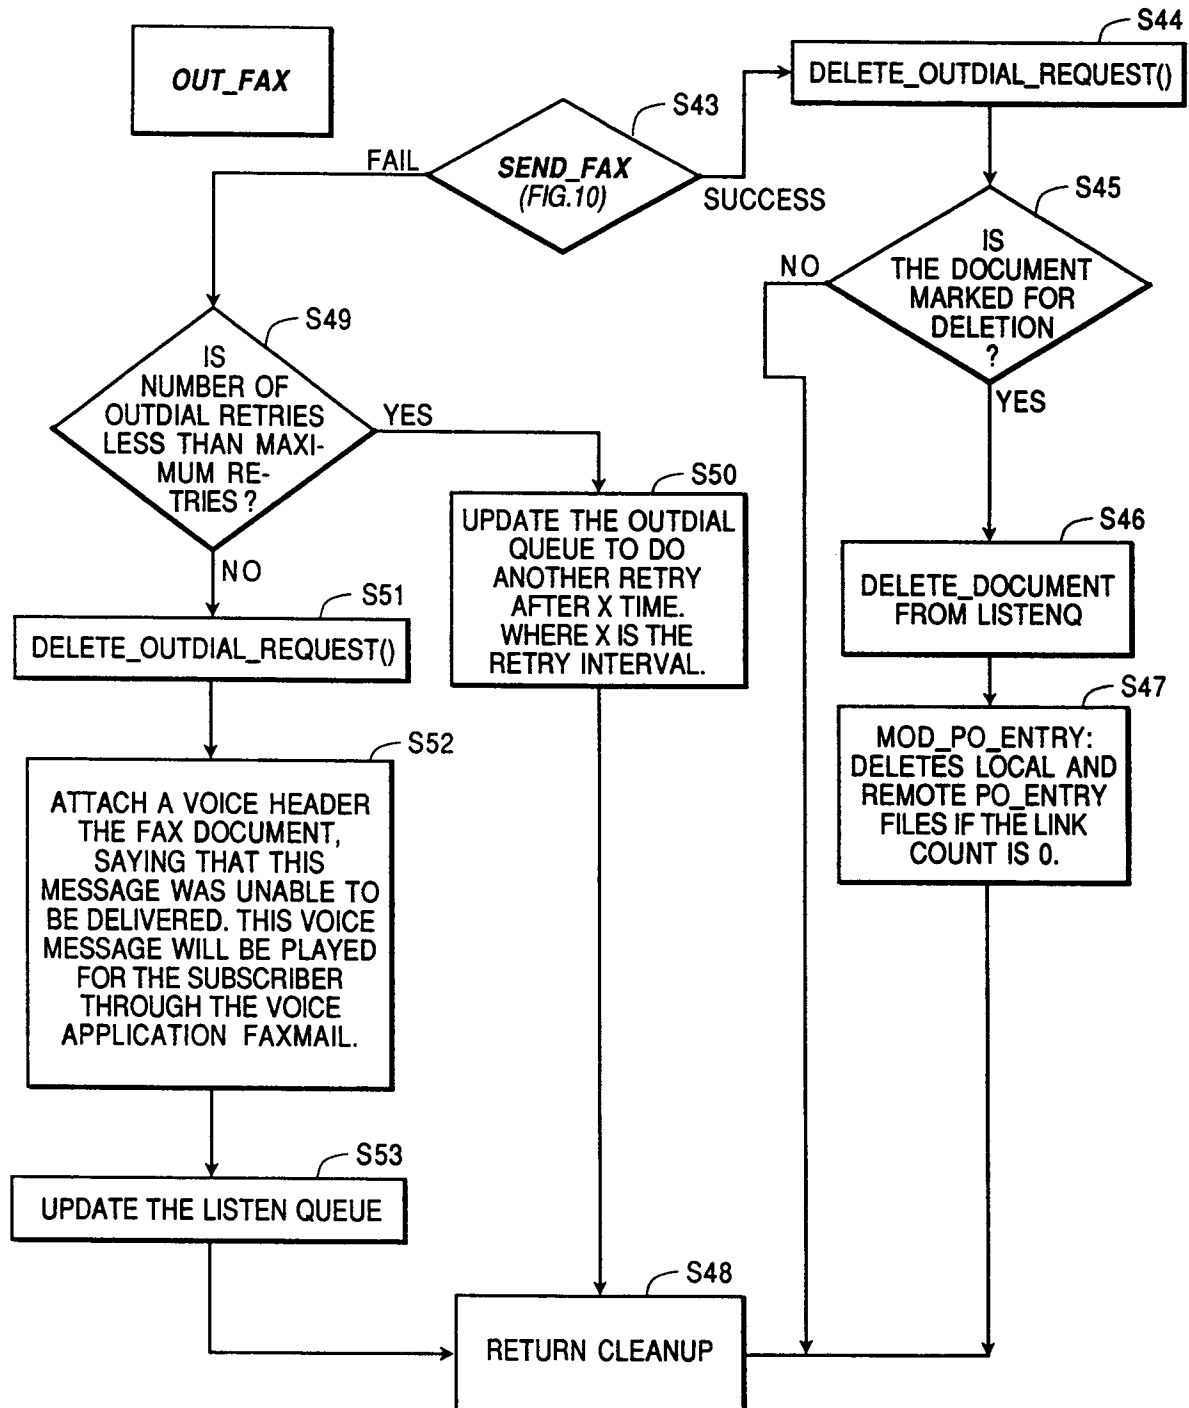 OUT_FAX
S43
SEND_FAX
(FIG.10)
FAIL
SUCCESS
S44
DELETE_OUTDIAL_REQUEST()
S45
IS
THE DOCUMENT
MARKED FOR
DELETION
?
NO
YES
S46
DELETE_DOCUMENT
FROM LISTENQ
S47
MOD_PO_ENTRY:
DELETES LOCAL AND
REMOTE PO_ENTRY
FILES IF THE LINK
COUNT IS 0.
S49
IS
NUMBER OF
OUTDIAL RETRIES
LESS THAN MAXI-
MUM RE-
TRIES ?
YES
NO
S50
UPDATE THE OUTDIAL
QUEUE TO DO
ANOTHER RETRY
AFTER X TIME.
WHERE X IS THE
RETRY INTERVAL.
S51
DELETE_OUTDIAL_REQUEST()
S52
ATTACH A VOICE HEADER
THE FAX DOCUMENT,
SAYING THAT THIS
MESSAGE WAS UNABLE TO
BE DELIVERED. THIS VOICE
MESSAGE WILL BE PLAYED
FOR THE SUBSCRIBER
THROUGH THE VOICE
APPLICATION FAXMAIL.
S53
UPDATE THE LISTEN QUEUE
S48
RETURN CLEANUP